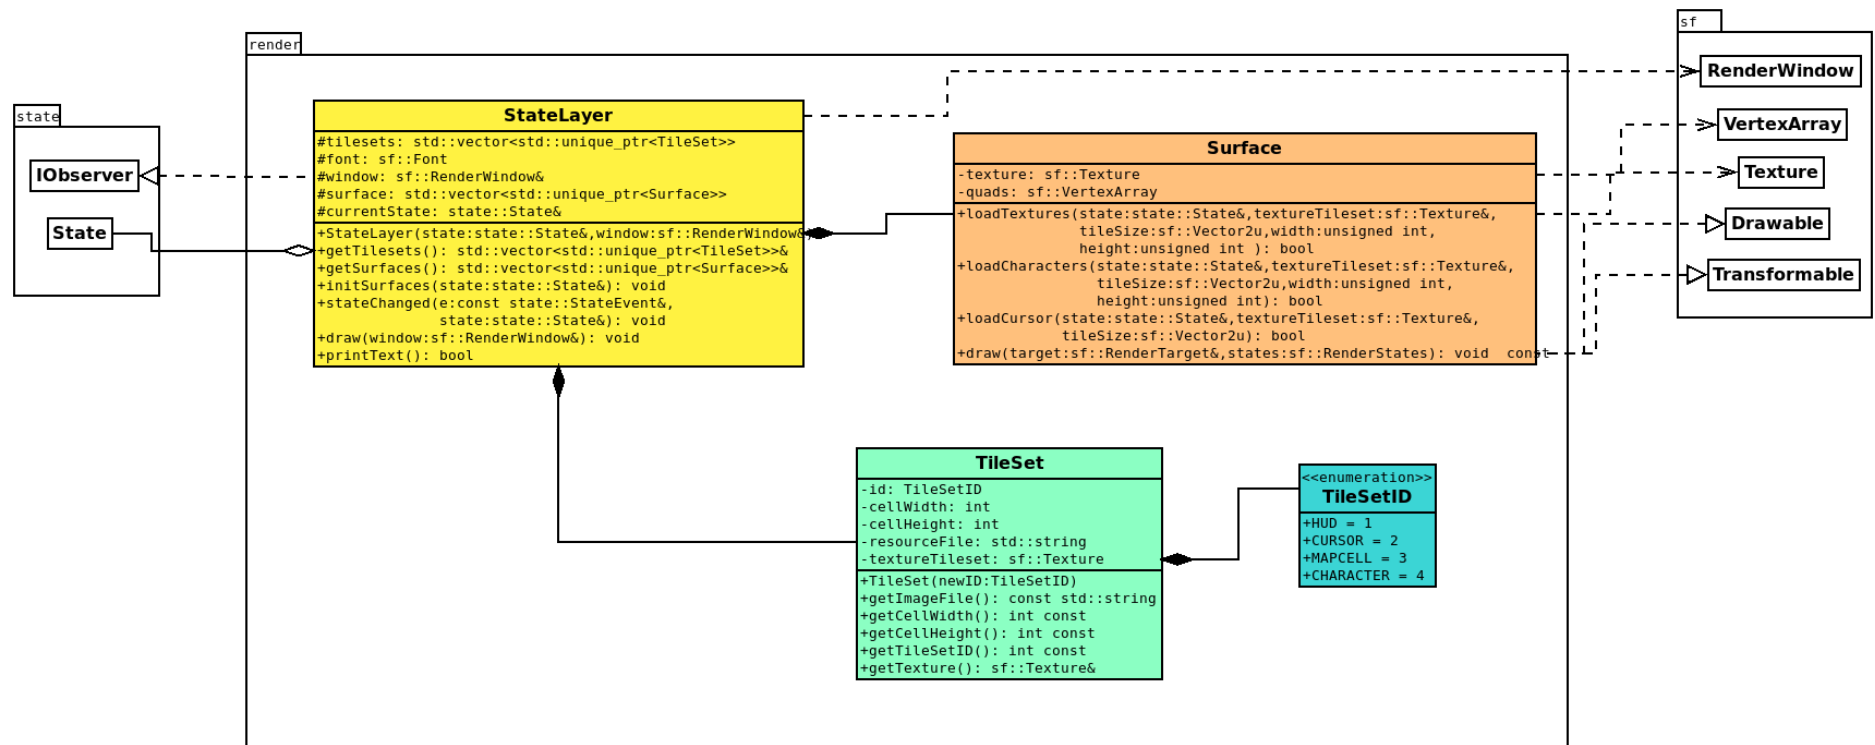 render
state
IObserver
State
StateLayer
#tilesets: std::vector<std::unique_ptr<TileSet>>
#font: sf::Font
#window: sf::RenderWindow&
#surface: std::vector<std::unique_ptr<Surface>>
#currentState: state::State&
+StateLayer(state:state::State&,window:sf::RenderWindow&)
+getTilesets(): std::vector<std::unique_ptr<TileSet>>&
+getSurfaces(): std::vector<std::unique_ptr<Surface>>&
+initSurfaces(state:state::State&): void
+stateChanged(e:const state::StateEvent&,
state:state::State&): void
+draw(window:sf::RenderWindow&): void
+printText(): bool
Surface
-texture: sf::Texture
-quads: sf::VertexArray
+loadTextures(state:state::State&,textureTileset:sf::Texture&,
tileSize:sf::Vector2u,width:unsigned int,
height:unsigned int ): bool
+loadCharacters(state:state::State&,textureTileset:sf::Texture&,
tileSize:sf::Vector2u,width:unsigned int,
height:unsigned int): bool
+loadCursor(state:state::State&,textureTileset:sf::Texture&,
tileSize:sf::Vector2u): bool
+draw(target:sf::RenderTarget&,states:sf::RenderStates): void  const
TileSet
-id: TileSetID
-cellWidth: int
-cellHeight: int
-resourceFile: std::string
-textureTileset: sf::Texture
+TileSet(newID:TileSetID)
+getImageFile(): const std::string
+getCellWidth(): int const
+getCellHeight(): int const
+getTileSetID(): int const
+getTexture(): sf::Texture&
<<enumeration>>
TileSetID
+HUD = 1
+CURSOR = 2
+MAPCELL = 3
+CHARACTER = 4
sf
RenderWindow
VertexArray
Texture
Drawable
Transformable